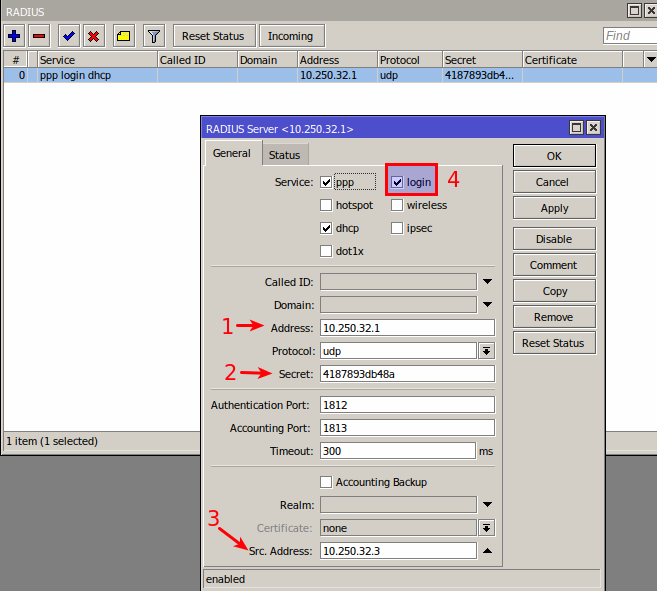 RADIUS
Reset Status Incoming Find
# Service Called ID Domain Address Protocol Secret Certificate
0 ppp login dhcp 10.250.32.1 udp 4187893db4...
RADIUS Server <10.250.32.1>
General Status
OK
Service: ppp login 4
Cancel
hotspot wireless
Apply
dhcp ipsec
Disable
dot1x
Comment
Called ID:
Copy
Domain:
Remove
1 Address: 10.250.32.1
Protocol: udp
Reset Status
2 Secret: 4187893db48a
Authentication Port: 1812
Accounting Port: 1813
1 item (1 selected)
Timeout: 300 ms
Accounting Backup
Realm:
3
Certificate: none
Src. Address: 10.250.32.3
enabled